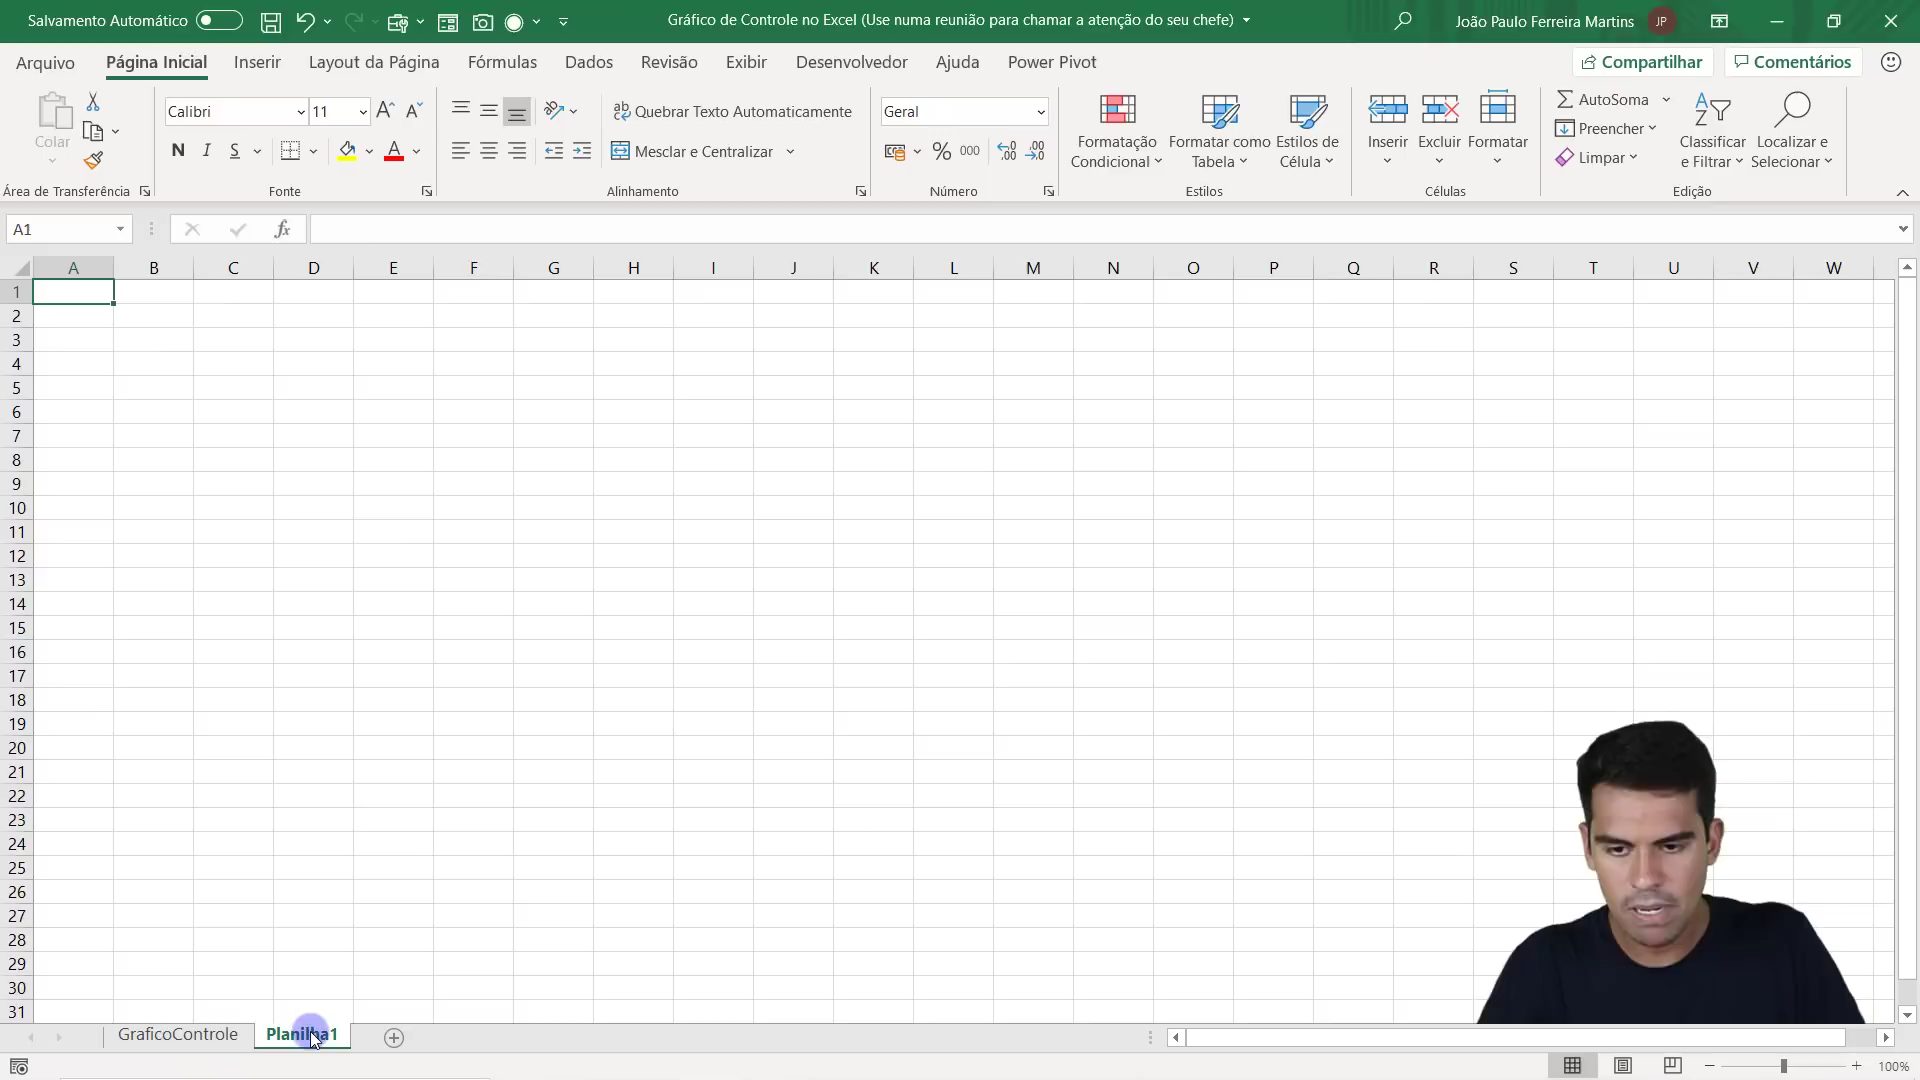 Salvamento Automático
Gráfico de Controle no Excel (Use numa reunião para chamar a atenção do seu chefe)
João Paulo Ferreira Martins
JP
Arquivo Página Inicial Inserir Layout da Página Fórmulas Dados Revisão Exibir Desenvolvedor Ajuda Power Pivot
Compartilhar
Comentários
Colar
Área de Transferência
Calibri 11
N I S
Fonte
Quebrar Texto Automaticamente
Mesclar e Centralizar
Alinhamento
Geral
% 000
Número
Formatação
Condicional
Formatar como
Tabela
Estilos de
Célula
Estilos
Inserir Excluir Formatar
Células
AutoSoma
Preencher
Limpar
Classificar
e Filtrar
Localizar e
Selecionar
Edição
A1
fx
A B C D E F G H I J K L M N O P Q R S T U V W
1
2
3
4
5
6
7
8
9
10
11
12
13
14
15
16
17
18
19
20
21
22
23
24
25
26
27
28
29
30
31
GraficoControle Planilha1
100%